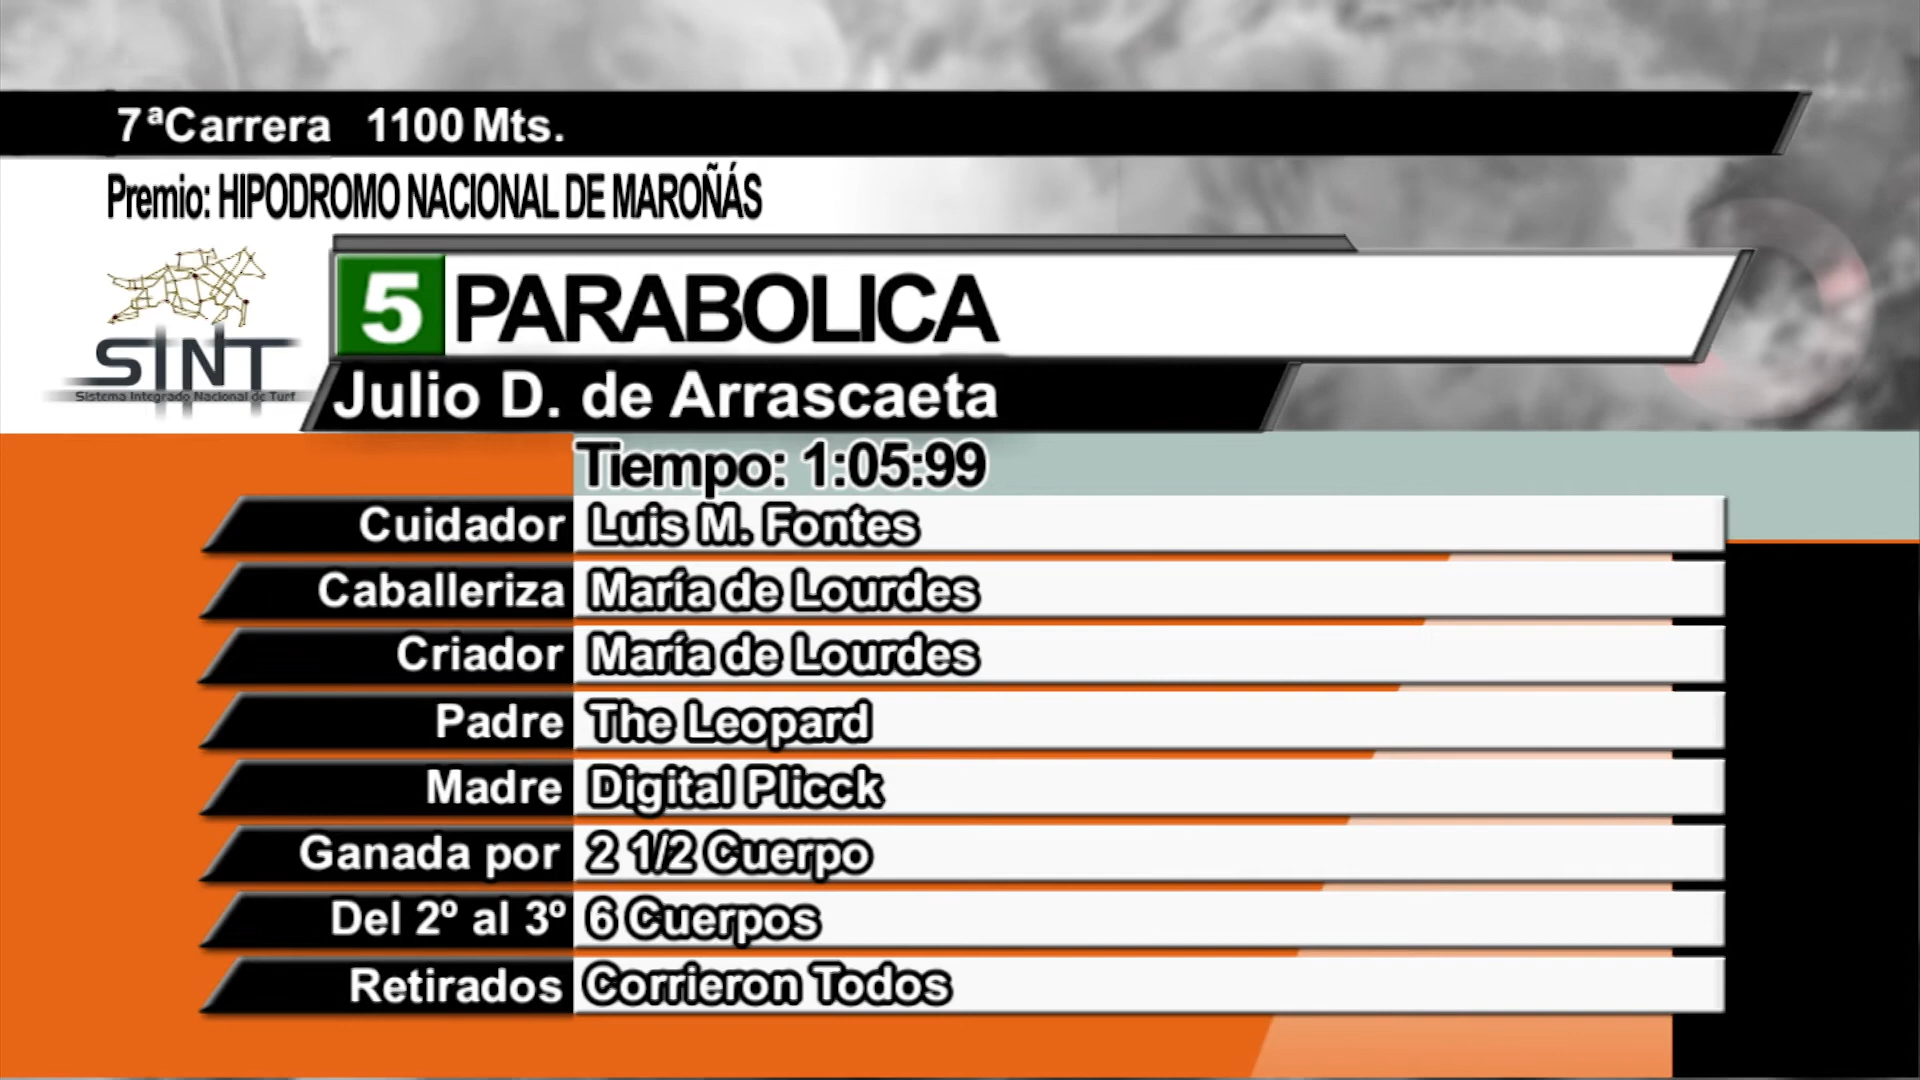 7ªCarrera 1100 Mts.
Premio: HIPODROMO NACIONAL DE MAROÑÁS
5 PARABOLICA
SINT
Sistema Integrado Nacional de Turf
Julio D. de Arrascaeta
Tiempo: 1:05:99
Cuidador Luis M. Fontes
Caballeriza María de Lourdes
Criador María de Lourdes
Padre The Leopard
Madre Digital Plicck
Ganada por 2 1/2 Cuerpo
Del 2º al 3º 6 Cuerpos
Retirados Corrieron Todos